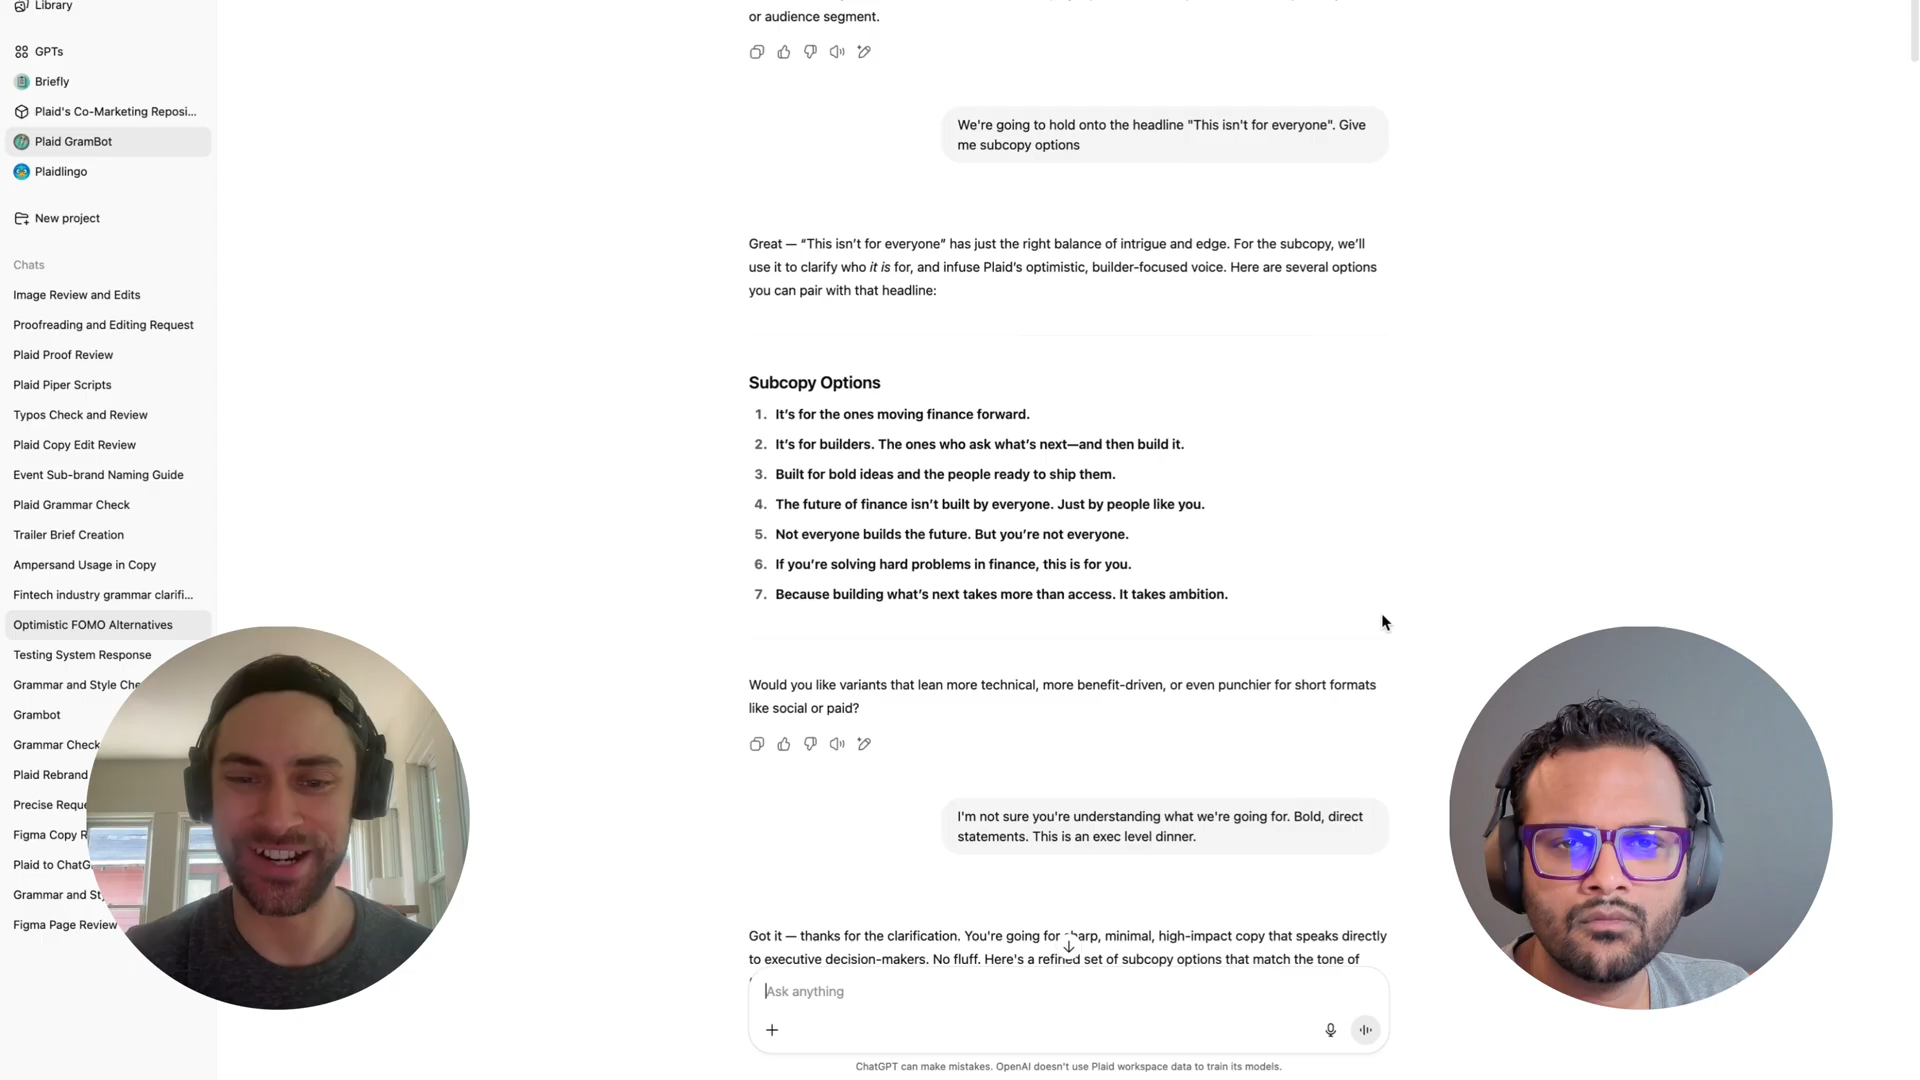 Library
GPTs
Briefly
Plaid's Co-Marketing Reposi...
Plaid GramBot
Plaidlingo
New project
Chats
Image Review and Edits
Proofreading and Editing Request
Plaid Proof Review
Plaid Piper Scripts
Typos Check and Review
Plaid Copy Edit Review
Event Sub-brand Naming Guide
Plaid Grammar Check
Trailer Brief Creation
Ampersand Usage in Copy
Fintech industry grammar clarifi...
Optimistic FOMO Alternatives
Testing System Response
Grammar and Style Che
Grambot
Grammar Check
Plaid Rebrand
Precise Reque
Figma Copy R
Plaid to ChatG
Grammar and Sty
Figma Page Review
or audience segment.
We're going to hold onto the headline "This isn't for everyone". Give
me subcopy options
Great — “This isn’t for everyone” has just the right balance of intrigue and edge. For the subcopy, we’ll
use it to clarify who it is for, and infuse Plaid’s optimistic, builder-focused voice. Here are several options
you can pair with that headline:
Subcopy Options
1. It’s for the ones moving finance forward.
2. It’s for builders. The ones who ask what’s next—and then build it.
3. Built for bold ideas and the people ready to ship them.
4. The future of finance isn’t built by everyone. Just by people like you.
5. Not everyone builds the future. But you’re not everyone.
6. If you’re solving hard problems in finance, this is for you.
7. Because building what’s next takes more than access. It takes ambition.
Would you like variants that lean more technical, more benefit-driven, or even punchier for short formats
like social or paid?
I'm not sure you're understanding what we're going for. Bold, direct
statements. This is an exec level dinner.
Got it — thanks for the clarification. You're going for sharp, minimal, high-impact copy that speaks directly
to executive decision-makers. No fluff. Here's a refined set of subcopy options that match the tone of
Ask anything
ChatGPT can make mistakes. OpenAI doesn't use Plaid workspace data to train its models.